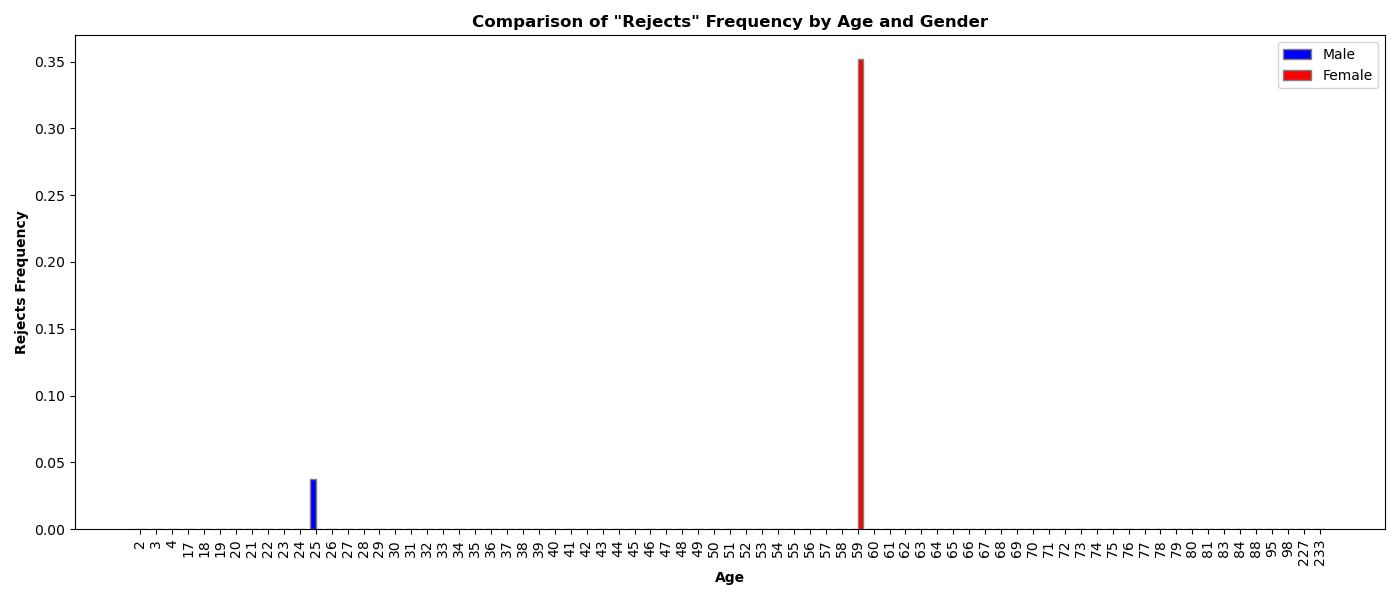 Comparison of "Rejects" Frequency by Age and Gender
Male
Female
0.35
0.30
0.25
0.20
0.15
0.10
0.05
0.00
Rejects Frequency
2 3 4 17 18 19 20 21 22 23 24 25 26 27 28 29 30 31 32 33 34 35 36 37 38 39 40 41 42 43 44 45 46 47 48 49 50 51 52 53 54 55 56 57 58 59 60 61 62 63 64 65 66 67 68 69 70 71 72 73 74 75 76 77 78 79 80 81 83 84 88 95 98 227 233
Age